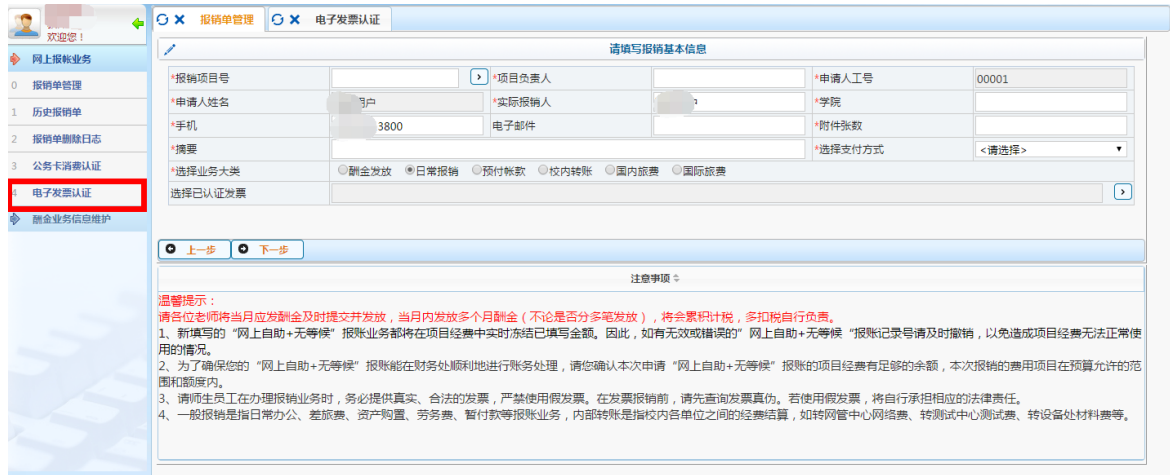 欢迎您！
网上报帐业务
0 报销单管理
1 历史报销单
2 报销单删除日志
3 公务卡消费认证
4 电子发票认证
酬金业务信息维护
报销单管理 电子发票认证
请填写报销基本信息
*报销项目号 *项目负责人 *申请人工号 00001
*申请人姓名 用户 *实际报销人 *学院
*手机 3800 电子邮件 *附件张数
*摘要 *选择支付方式 <请选择>
*选择业务大类 酬金发放 日常报销 预付帐款 校内转账 国内旅费 国际旅费
选择已认证发票
上一步 下一步
注意事项
温馨提示：
请各位老师将当月应发酬金及时提交并发放，当月内发放多个月酬金（不论是否分多笔发放），将会累积计税，多扣税自行负责。
1、新填写的“网上自助+无等候”报账业务都将在项目经费中实时冻结已填写金额。因此，如有无效或错误的” 网上自助+无等候 “报账记录号请及时撤销，以免造成项目经费无法正常使
用的情况。
2、为了确保您的“网上自助+无等候”报账能在财务处顺利地进行账务处理，请您确认本次申请“网上自助+无等候”报账的项目经费有足够的余额，本次报销的费用项目在预算允许的范
围和额度内。
3、请师生员工在办理报销业务时，务必提供真实、合法的发票，严禁使用假发票。在发票报销前，请先查询发票真伪。若使用假发票，将自行承担相应的法律责任。
4、一般报销是指日常办公、差旅费、资产购置、劳务费、暂付款等报账业务，内部转账是指校内各单位之间的经费结算，如转网管中心网络费、转测试中心测试费、转设备处材料费等。